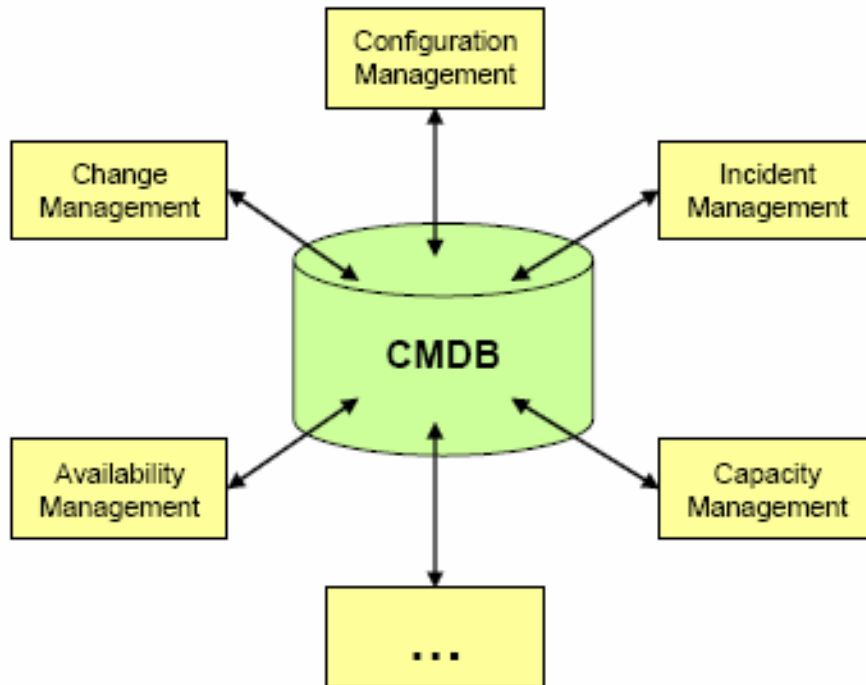 Configuration
Management
Change
Management
Incident
Management
CMDB
Availability
Management
Capacity
Management
...